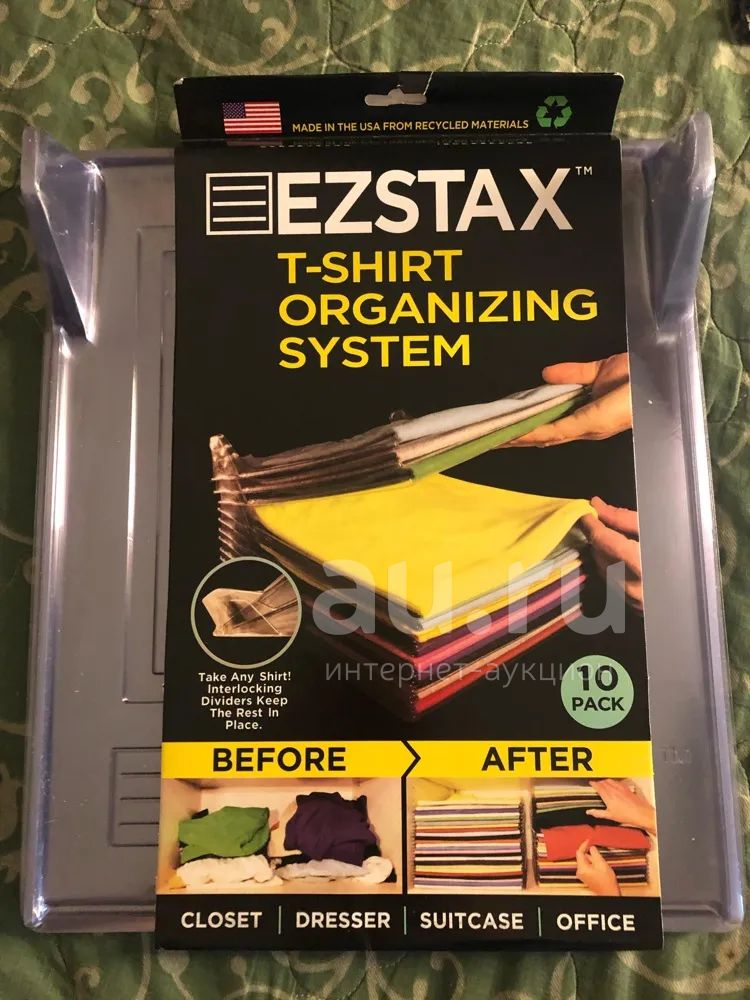 MADE IN THE USA FROM RECYCLED MATERIALS
EZSTAX™
T-SHIRT
ORGANIZING
SYSTEM
au.ru
интернет-аукцион
Take Any Shirt!
Interlocking
Dividers Keep
The Rest In
Place.
10
PACK
BEFORE
AFTER
CLOSET | DRESSER | SUITCASE | OFFICE